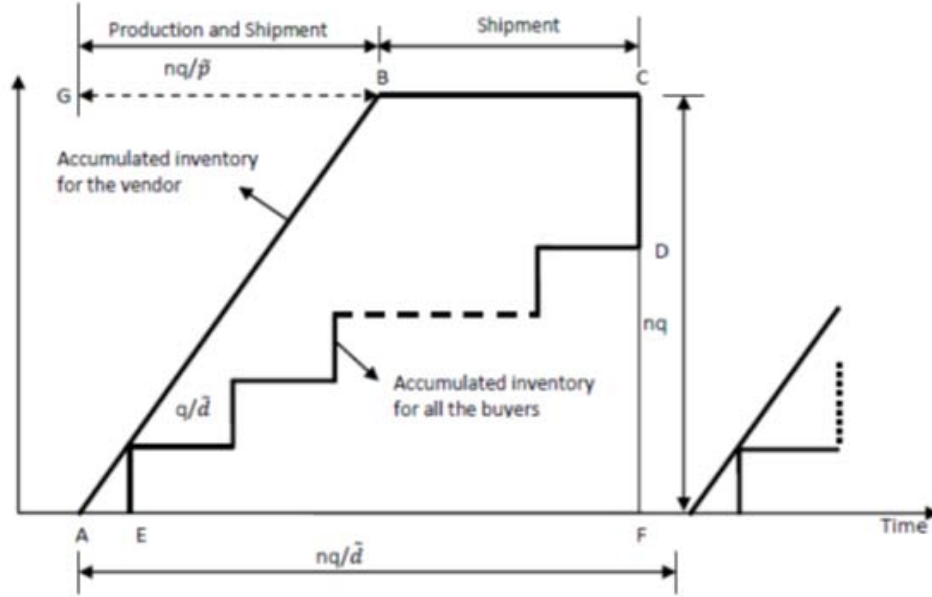 Production and Shipment
Shipment
nq/p̃
B
C
G
Accumulated inventory
for the vendor
D
nq
Accumulated inventory
for all the buyers
q/d̃
A
E
F
Time
nq/d̃